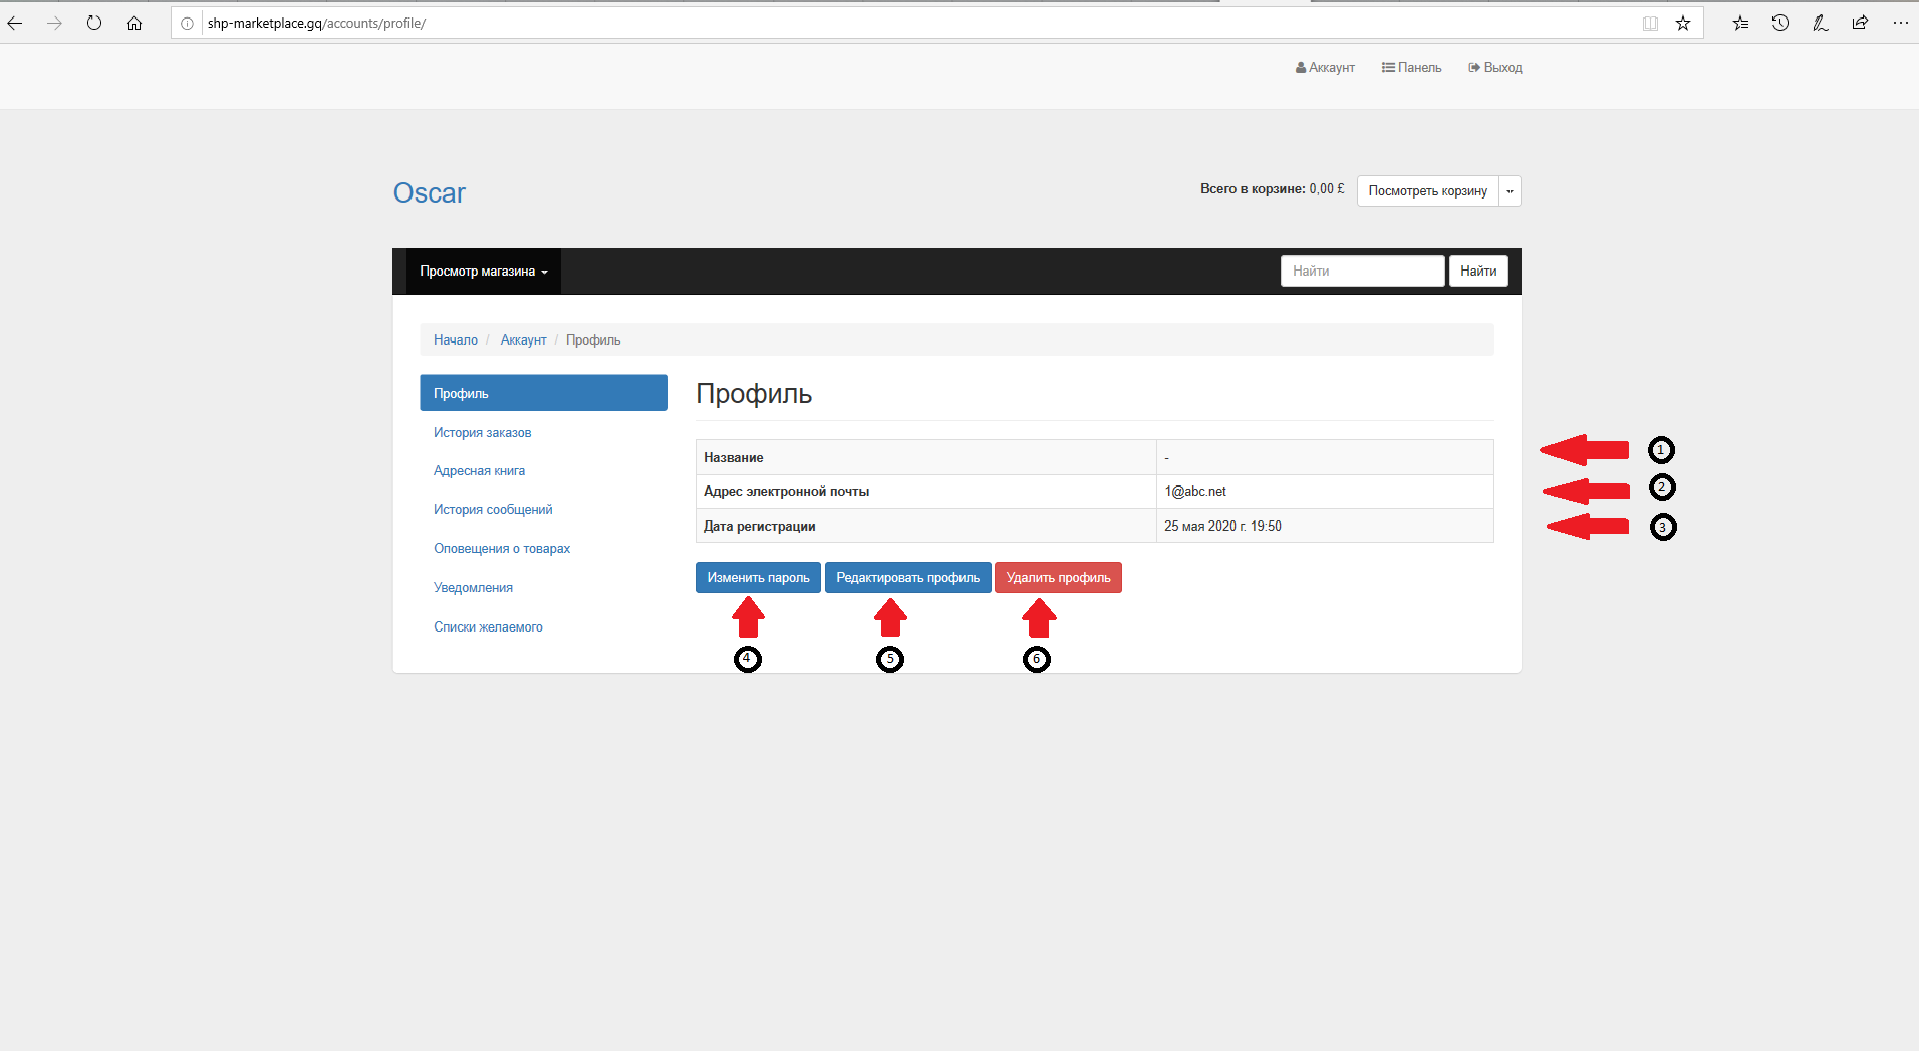 shp-marketplace.gq/accounts/profile/
Аккаунт Панель Выход
Oscar
Всего в корзине: 0,00 £ Посмотреть корзину
Просмотр магазина Найти Найти
Начало / Аккаунт / Профиль
Профиль
История заказов
Адресная книга
История сообщений
Оповещения о товарах
Уведомления
Списки желаемого
Профиль
Название - 1
Адрес электронной почты 1@abc.net 2
Дата регистрации 25 мая 2020 г. 19:50 3
Изменить пароль Редактировать профиль Удалить профиль
4 5 6